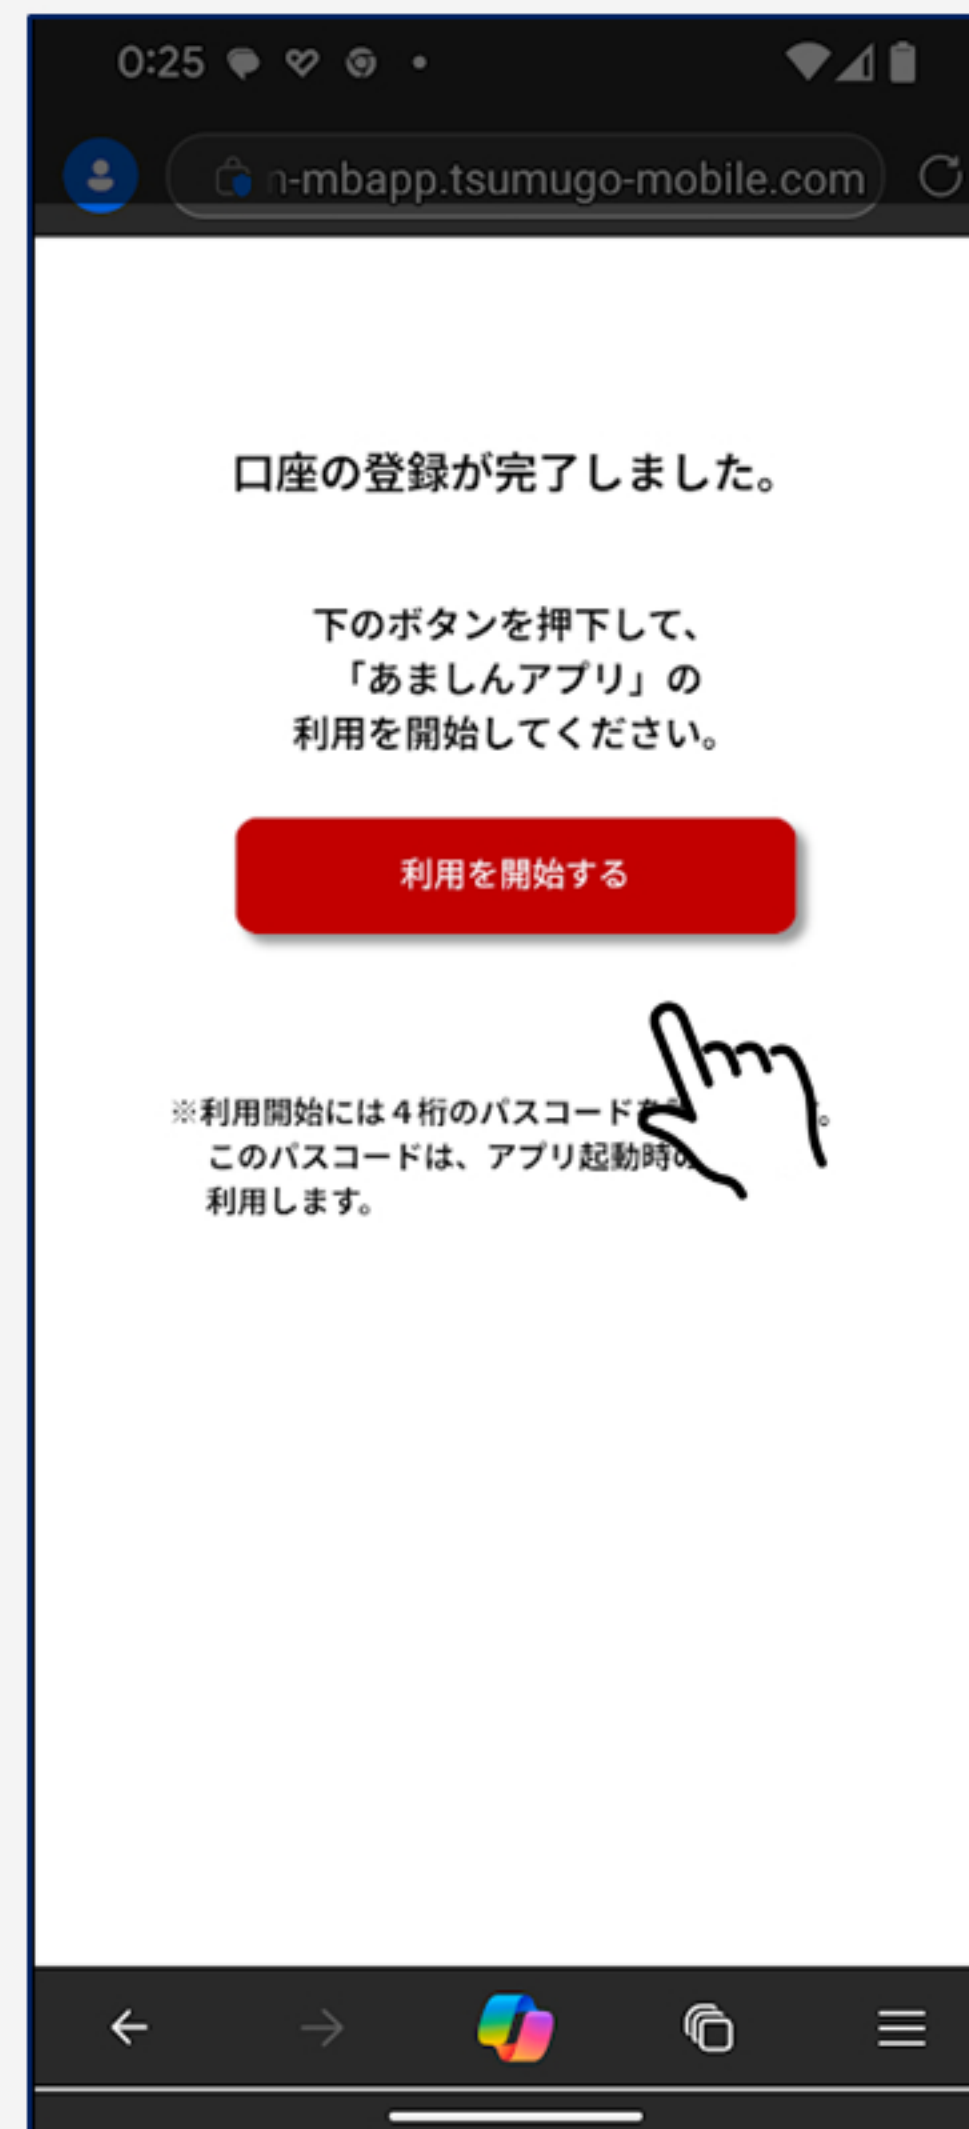 0:25
n-mbapp.tsumugo-mobile.com
口座の登録が完了しました。
下のボタンを押下して、
「あましんアプリ」の
利用を開始してください。
利用を開始する
※利用開始には４桁のパスコードを
このパスコードは、アプリ起動時の
利用します。